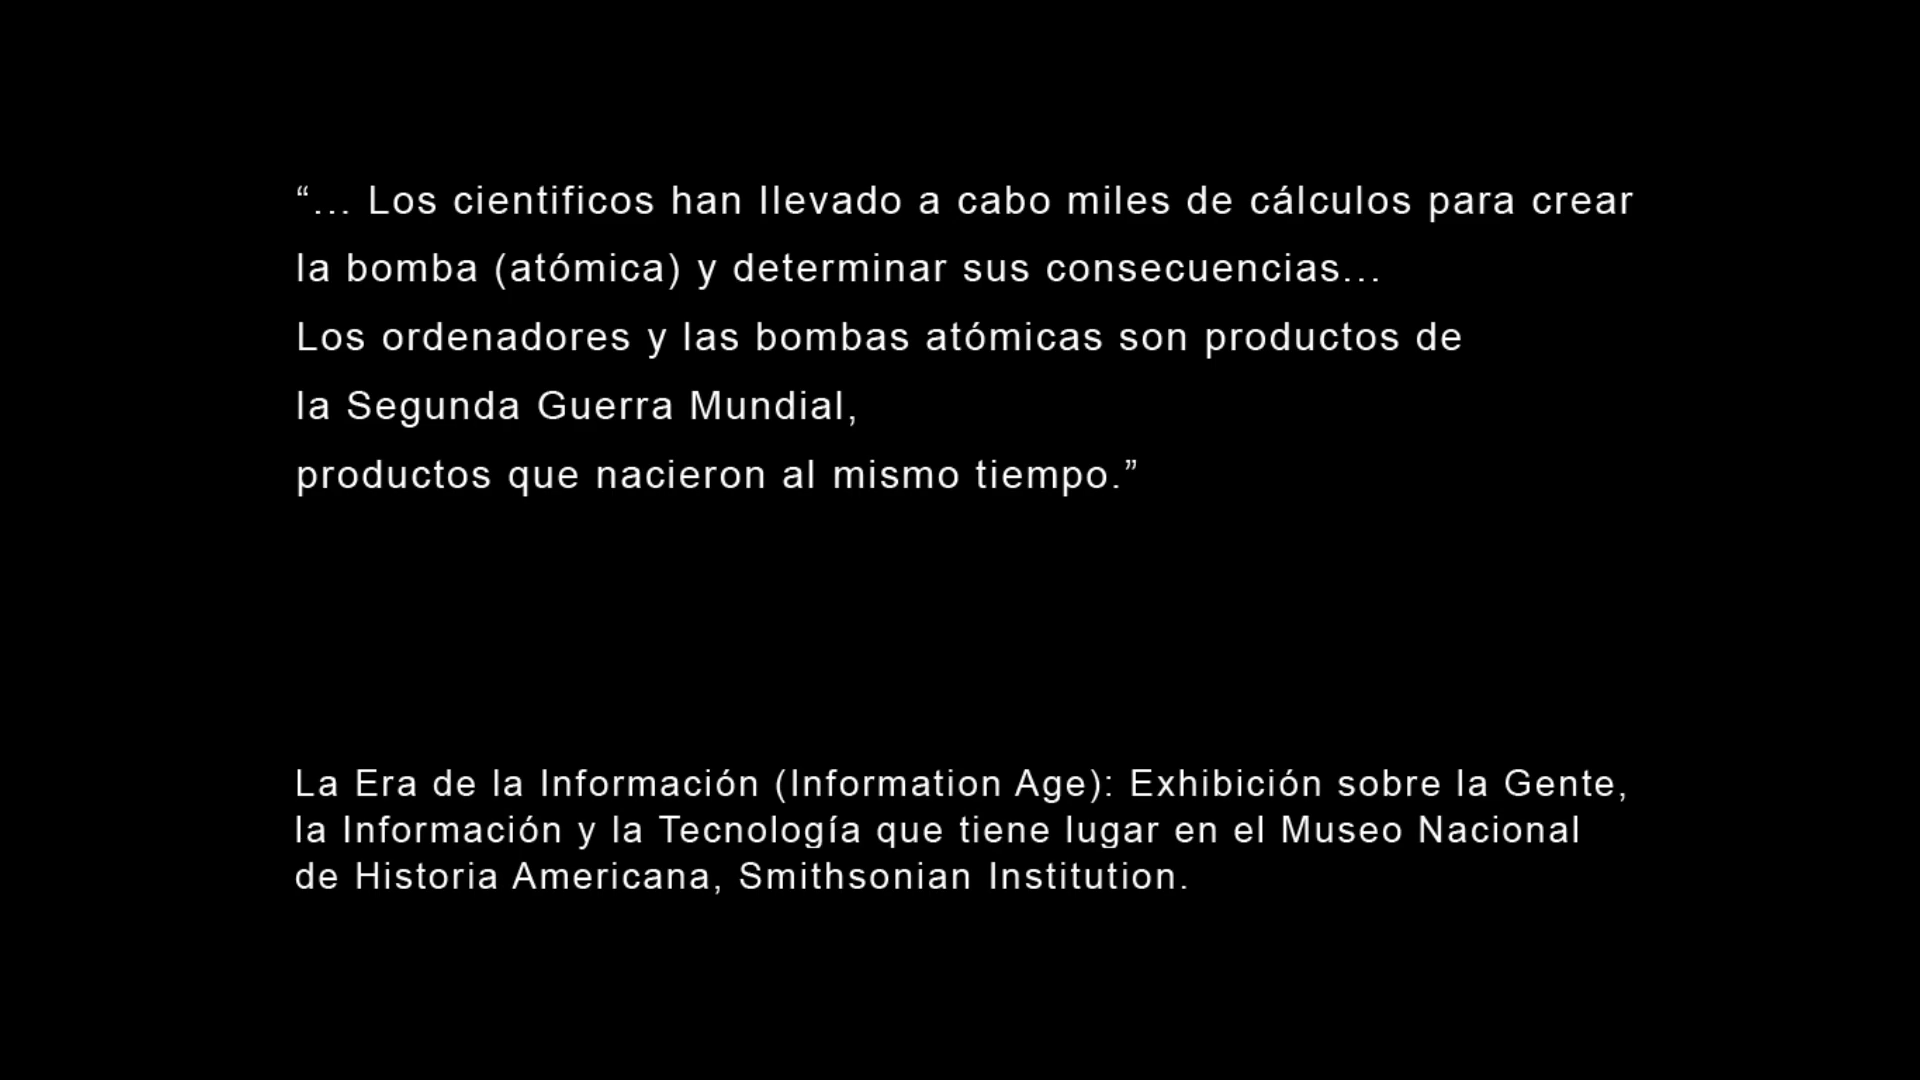 “... Los cientificos han llevado a cabo miles de cálculos para crear
la bomba (atómica) y determinar sus consecuencias...
Los ordenadores y las bombas atómicas son productos de
la Segunda Guerra Mundial,
productos que nacieron al mismo tiempo.”
La Era de la Información (Information Age): Exhibición sobre la Gente,
la Información y la Tecnología que tiene lugar en el Museo Nacional
de Historia Americana, Smithsonian Institution.